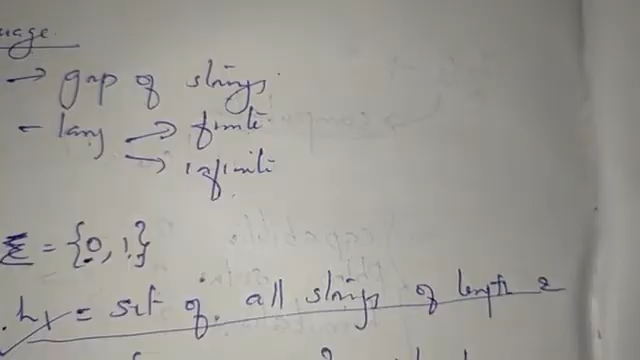 uage
→ grp of strings
- lang → finite
→ infinite
Σ = {0, 1}
L1 = set of all strings of length 2